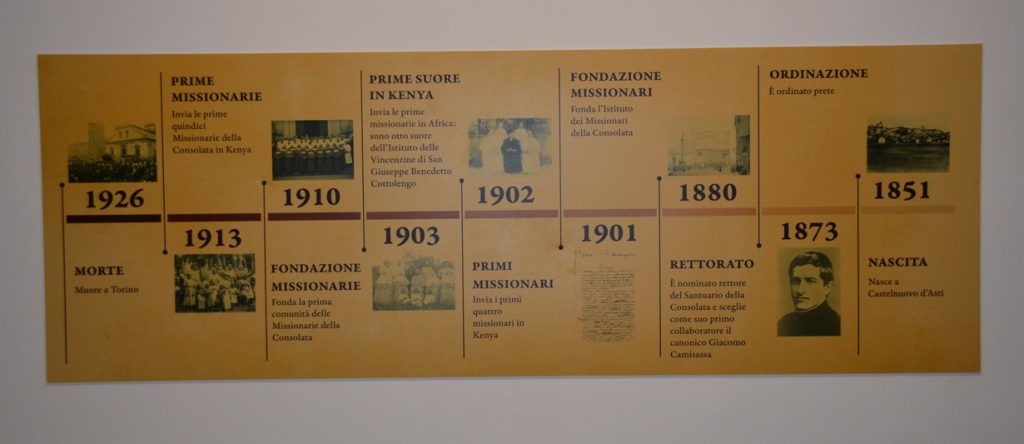 PRIME
MISSIONARIE
Invia le prime
quindici
Missionarie della
Consolata in Kenya
PRIME SUORE
IN KENYA
Invia le prime
missionarie in Africa:
sono otto suore
dell'Istituto delle
Vincenzine di San
Giuseppe Benedetto
Cottolengo
FONDAZIONE
MISSIONARI
Fonda l'Istituto
dei Missionari
della Consolata
ORDINAZIONE
È ordinato prete
1926
1910
1902
1880
1851
1913
1903
1901
1873
MORTE
Muore a Torino
FONDAZIONE
MISSIONARIE
Fonda la prima
comunità delle
Missionarie della
Consolata
PRIMI
MISSIONARI
Invia i primi
quattro
missionari in
Kenya
RETTORATO
È nominato rettore
del Santuario della
Consolata e sceglie
come suo primo
collaboratore il
canonico Giacomo
Camisassa
NASCITA
Nasce a
Castelnuovo d'Asti